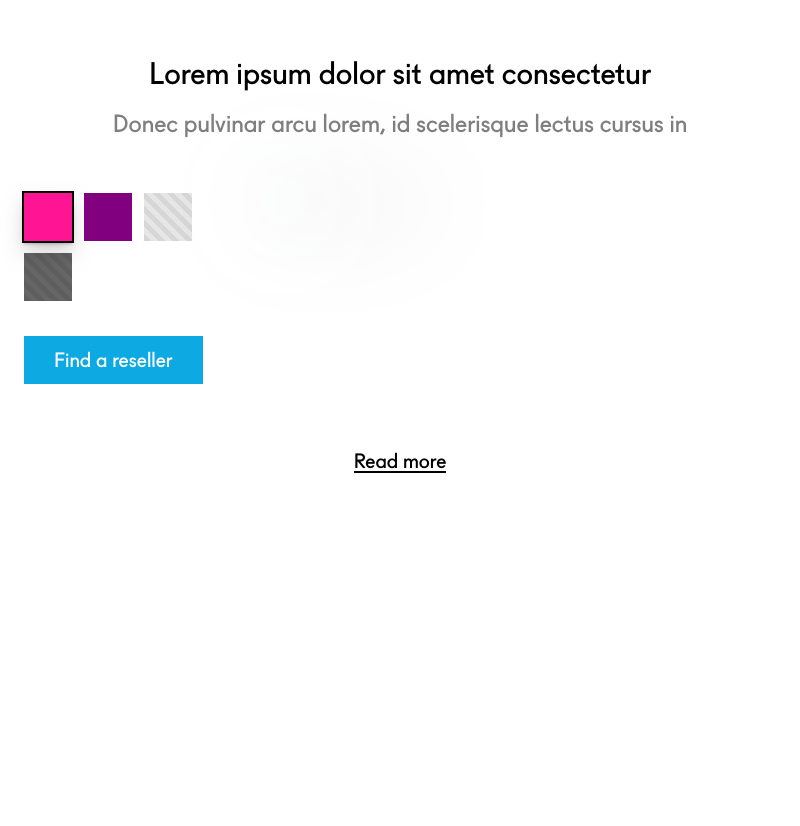 Lorem ipsum dolor sit amet consectetur
Donec pulvinar arcu lorem, id scelerisque lectus cursus in
Find a reseller
Read more